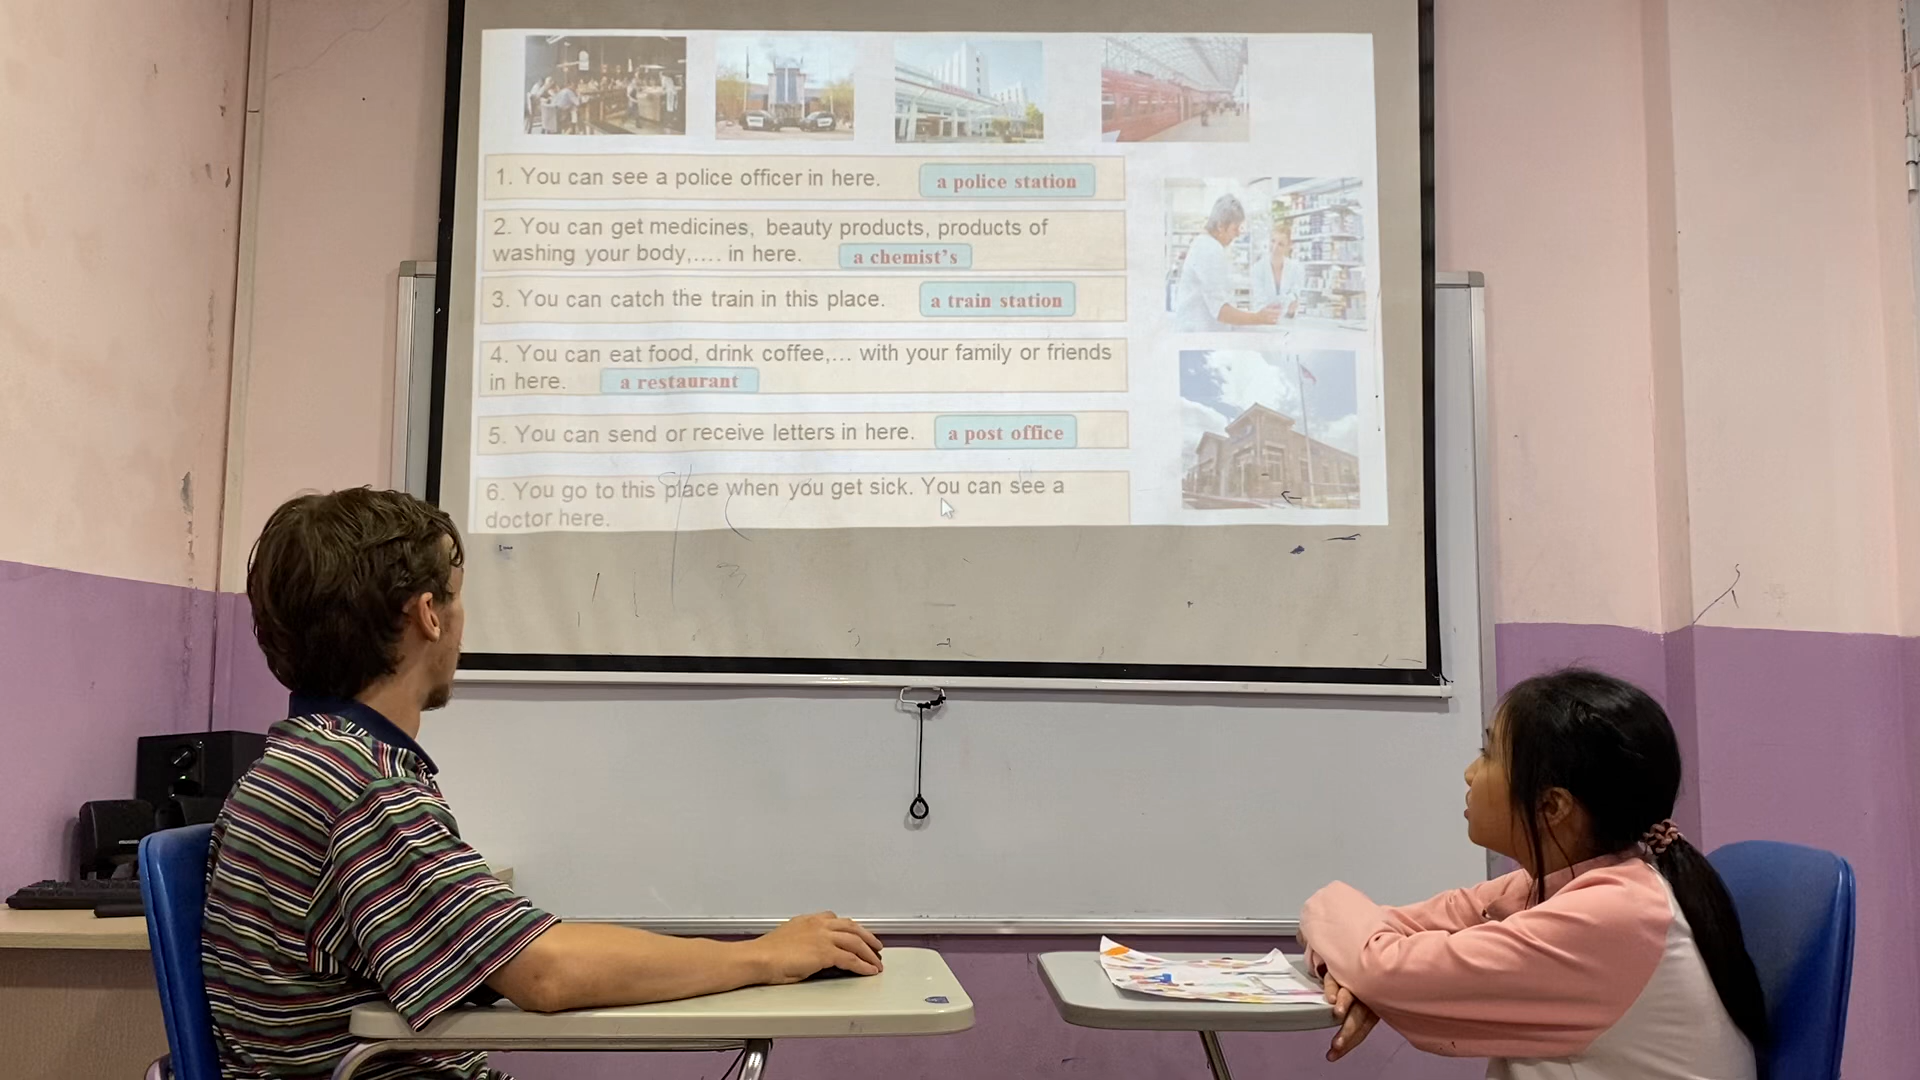 1. You can see a police officer in here. a police station
2. You can get medicines, beauty products, products of
washing your body,.... in here. a chemist's
3. You can catch the train in this place. a train station
4. You can eat food, drink coffee,... with your family or friends
in here. a restaurant
5. You can send or receive letters in here. a post office
6. You go to this place when you get sick. You can see a
doctor here.